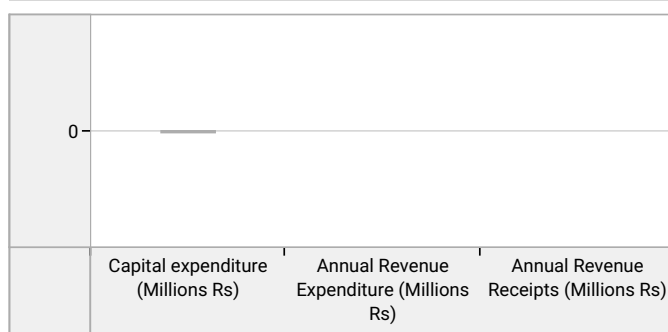 0
Capital expenditure
(Millions Rs)
Annual Revenue
Expenditure (Millions
Rs)
Annual Revenue
Receipts (Millions Rs)